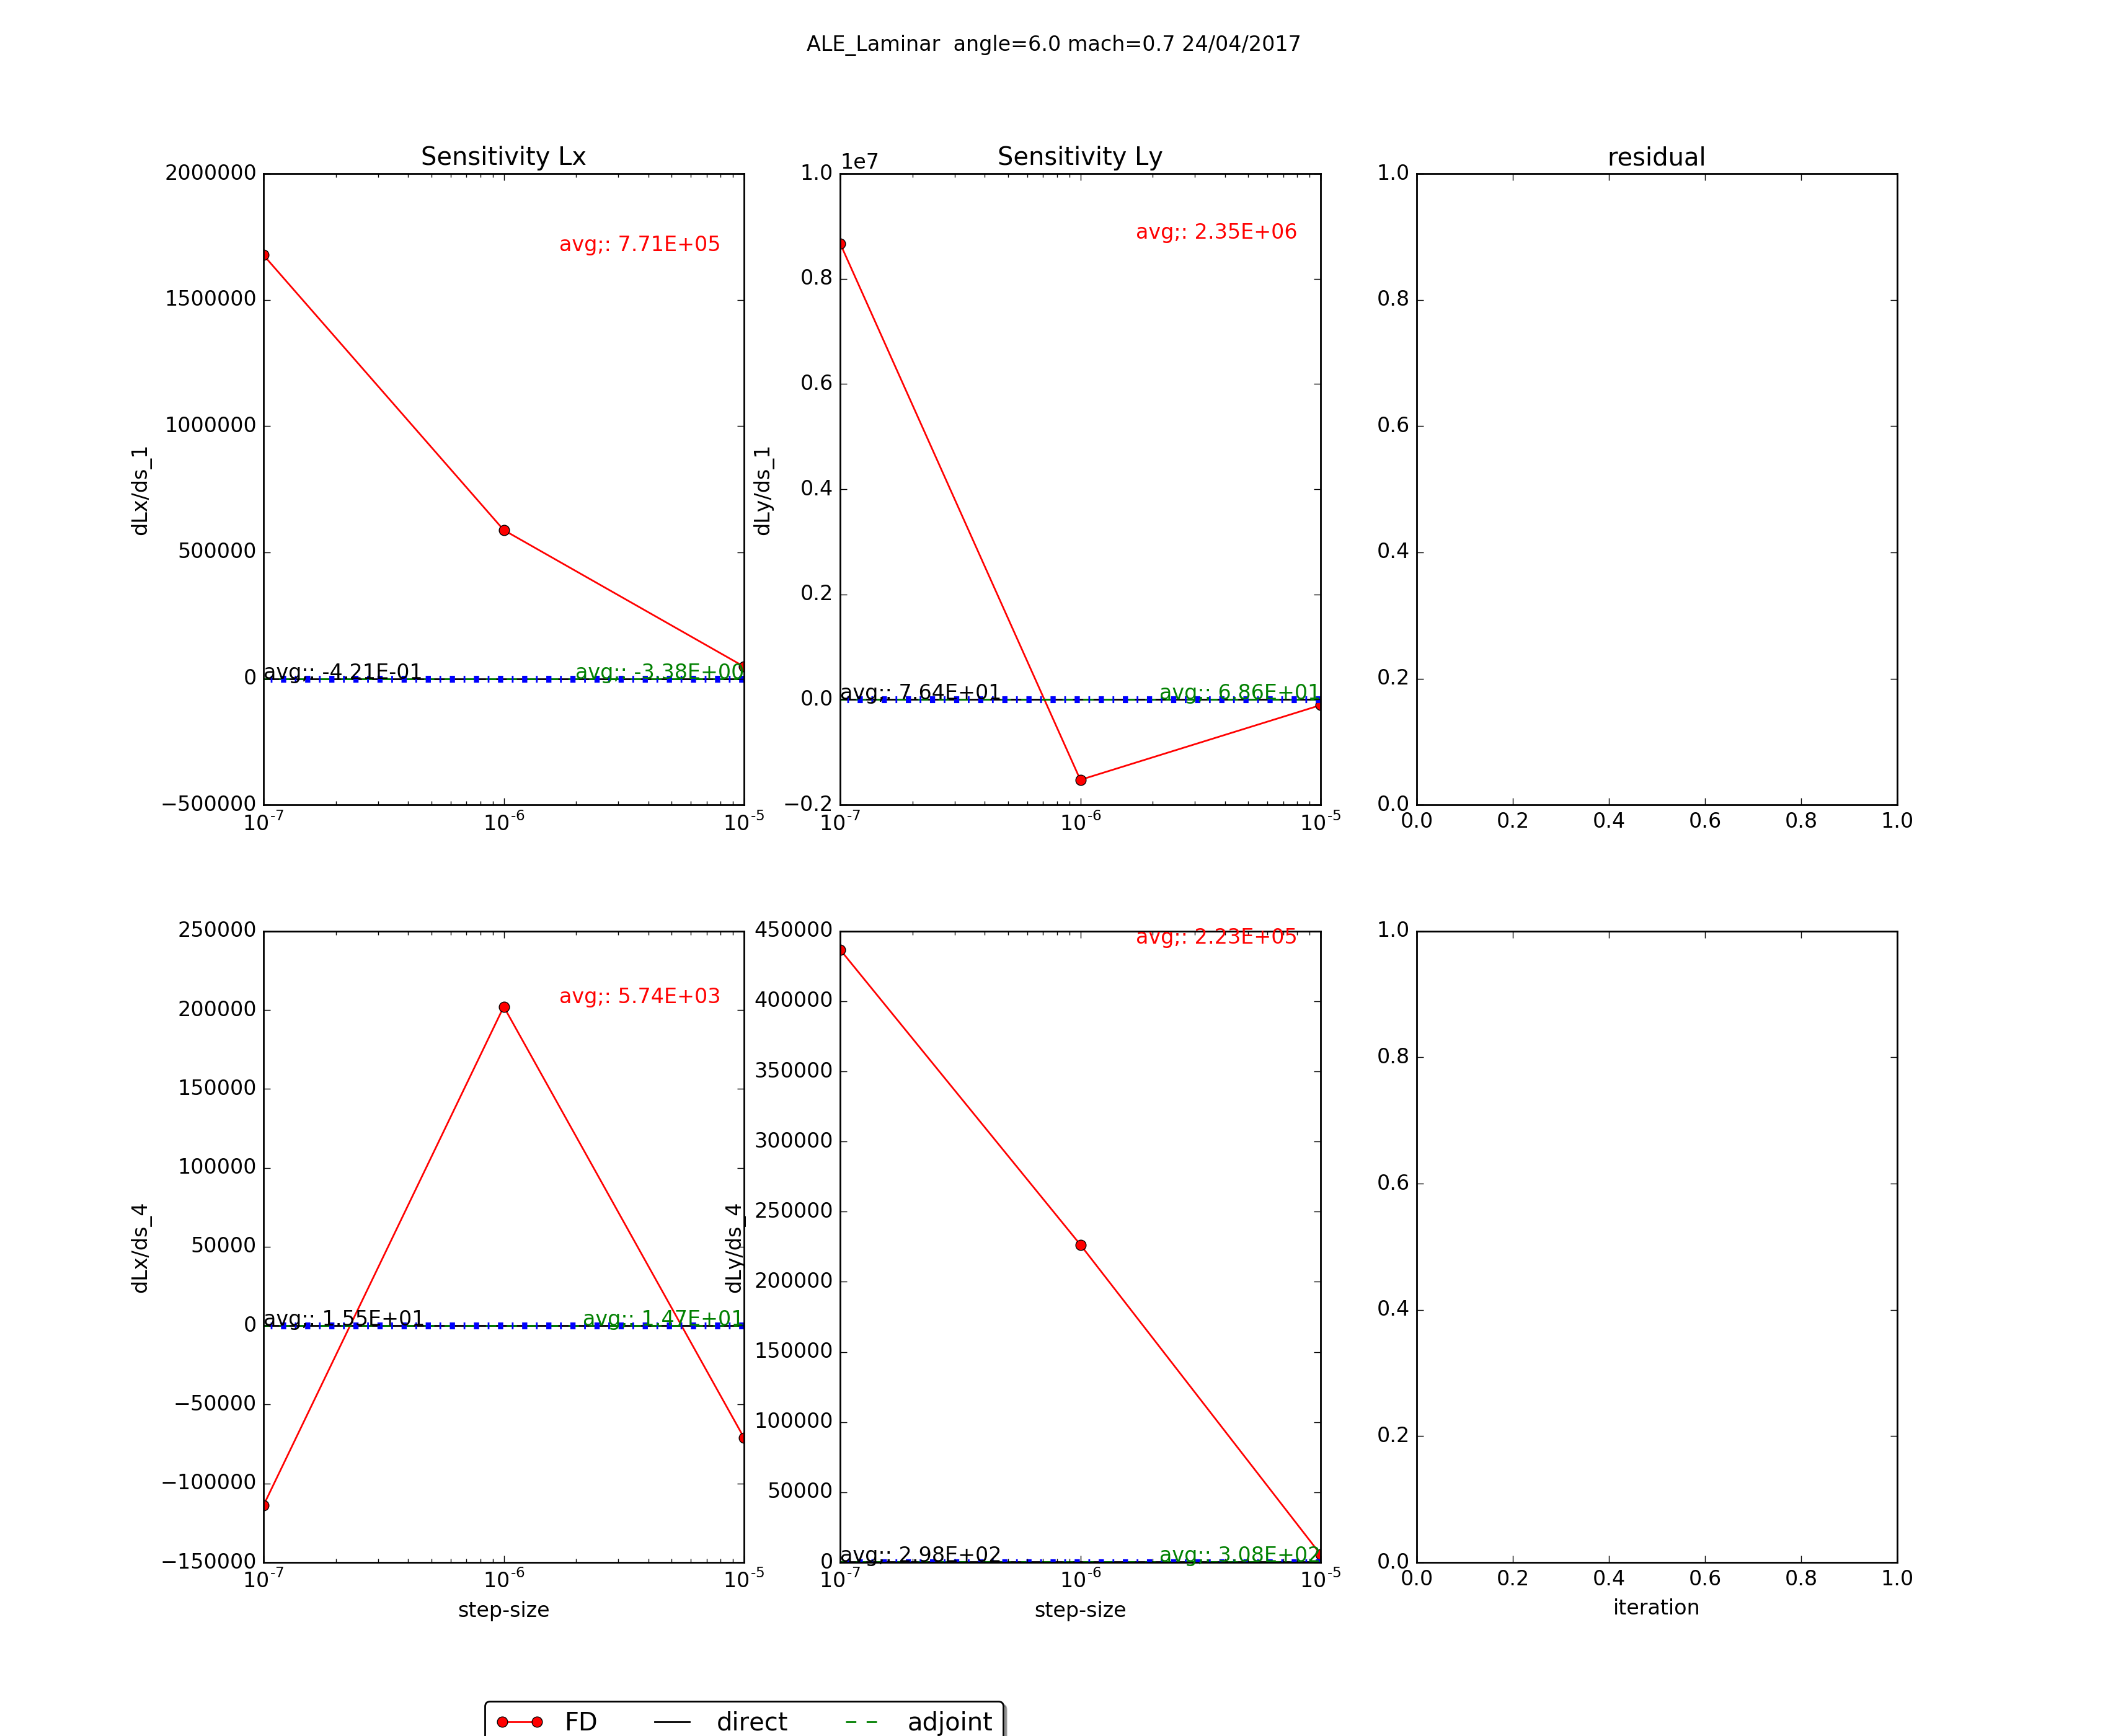 ALE_Laminar  angle=6.0 mach=0.7 24/04/2017
Sensitivity Lx
2000000
1500000
1000000
500000
0
−500000
dLx/ds_1
avg;: 7.71E+05
avg;: -4.21E-01
avg;: -3.38E+00
10-7
10-6
10-5
Sensitivity Ly
1e7
1.0
0.8
0.6
0.4
0.2
0.0
−0.2
dLy/ds_1
avg;: 2.35E+06
avg;: 7.64E+01
avg;: 6.86E+01
10-7
10-6
10-5
residual
1.0
0.8
0.6
0.4
0.2
0.0
0.0 0.2 0.4 0.6 0.8 1.0
250000
200000
150000
100000
50000
0
−50000
−100000
−150000
dLx/ds_4
avg;: 5.74E+03
avg;: 1.55E+01
avg;: 1.47E+01
10-7
10-6
10-5
step-size
450000
400000
350000
300000
250000
200000
150000
100000
50000
0
dLy/ds_4
avg;: 2.23E+05
avg;: 2.98E+02
avg;: 3.08E+02
10-7
10-6
10-5
step-size
1.0
0.8
0.6
0.4
0.2
0.0
0.0 0.2 0.4 0.6 0.8 1.0
iteration
FD direct adjoint